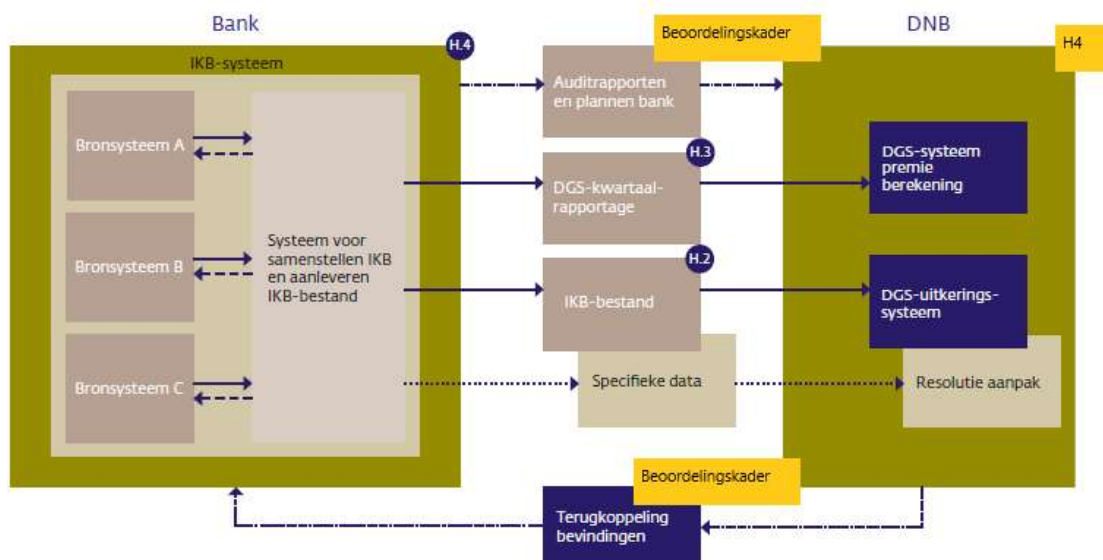 Bank
DNB
Beoordelingskader
H.4
H4
IKB-systeem
Auditrapporten
en plannen bank
Bronsysteem A
H.3
DGS-kwartaal-
rapportage
DGS-systeem
premie
berekening
Bronsysteem B
Systeem voor
samenstellen IKB
en aanleveren
IKB-bestand
H.2
IKB-bestand
DGS-uitkerings-
systeem
Bronsysteem C
Specifieke data
Resolutie aanpak
Beoordelingskader
Terugkoppeling
bevindingen